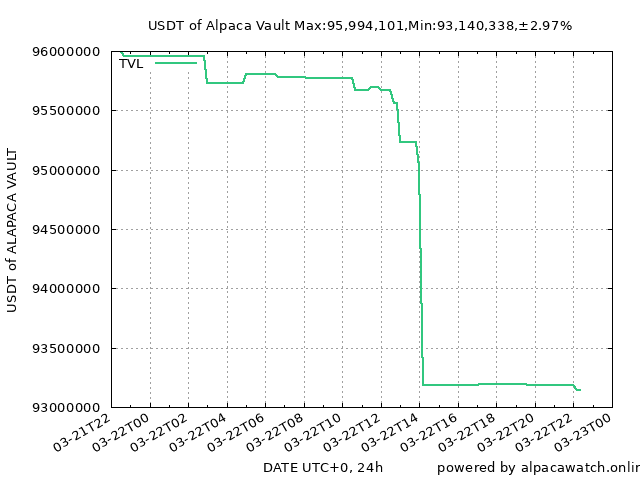 USDT of Alpaca Vault Max:95,994,101,Min:93,140,338,±2.97%
USDT of ALAPACA VAULT
96000000
95500000
95000000
94500000
94000000
93500000
93000000
TVL
03-21T22
03-22T00
03-22T02
03-22T04
03-22T06
03-22T08
03-22T10
03-22T12
03-22T14
03-22T16
03-22T18
03-22T20
03-22T22
03-23T00
DATE UTC+0, 24h
powered by alpacawatch.onlin